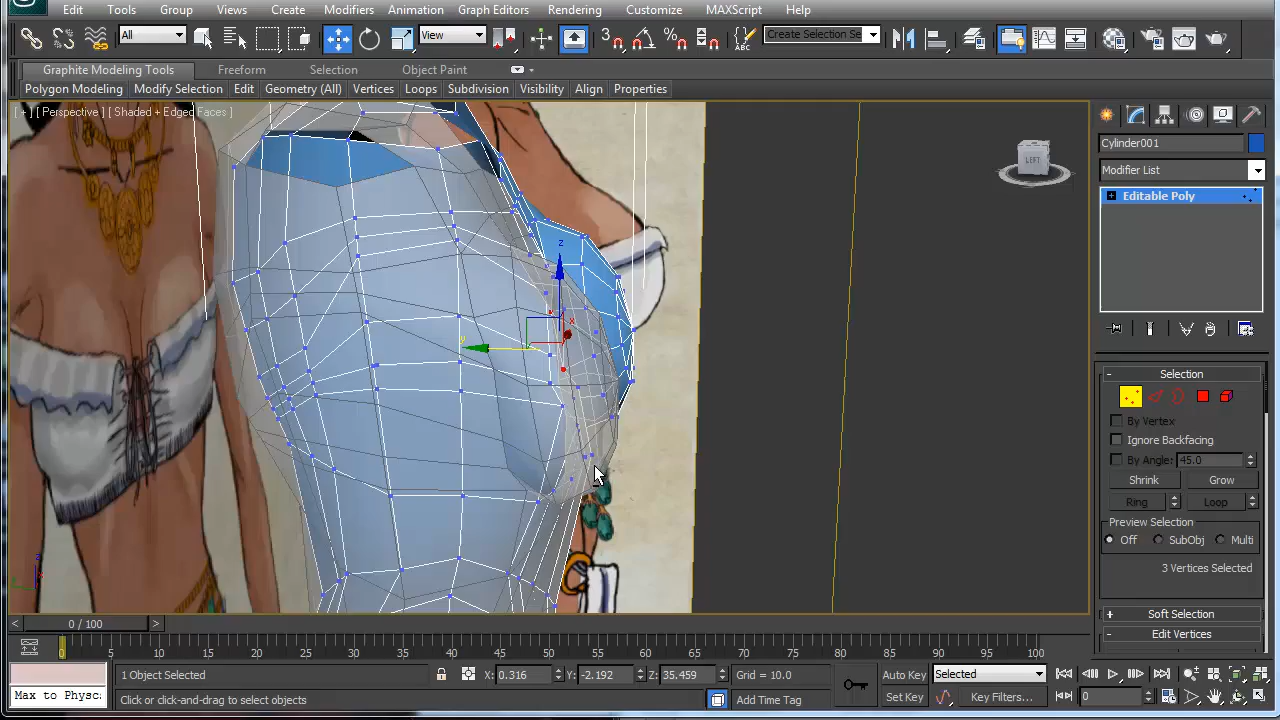 Edit Tools Group Views Create Modifiers Animation Graph Editors Rendering Customize MAXScript Help
All View 3 Create Selection Se
Graphite Modeling Tools Freeform Selection Object Paint
Polygon Modeling Modify Selection Edit Geometry (All) Vertices Loops Subdivision Visibility Align Properties
[ + ] [ Perspective ] [ Shaded + Edged Faces ]
LEFT
z
x
y
Cylinder001
Modifier List
Editable Poly
Selection
By Vertex
Ignore Backfacing
By Angle: 45.0
Shrink Grow
Ring Loop
Preview Selection
Off SubObj Multi
3 Vertices Selected
+ Soft Selection
- Edit Vertices
< 0 / 100 >
0 5 10 15 20 25 30 35 40 45 50 55 60 65 70 75 80 85 90 95 100
1 Object Selected X: 0.316 Y: -2.192 Z: 35.459 Grid = 10.0 Auto Key Selected
Max to Physc: Click or click-and-drag to select objects Add Time Tag Set Key Key Filters... 0